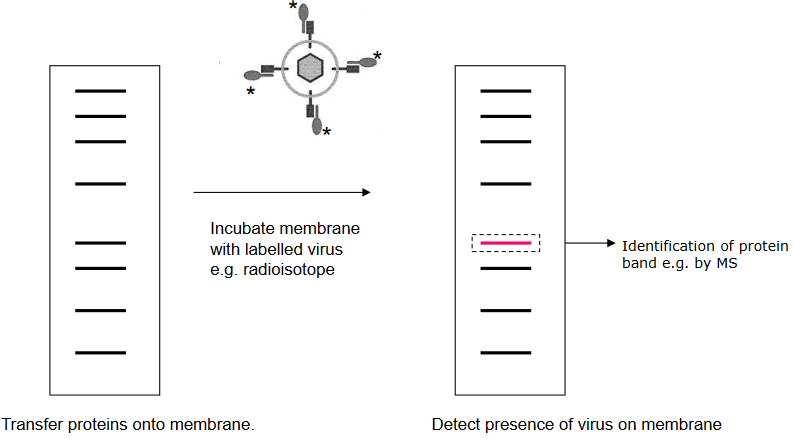 *
*
*
*
Incubate membrane
with labelled virus
e.g. radioisotope
Identification of protein
band e.g. by MS
Transfer proteins onto membrane.
Detect presence of virus on membrane